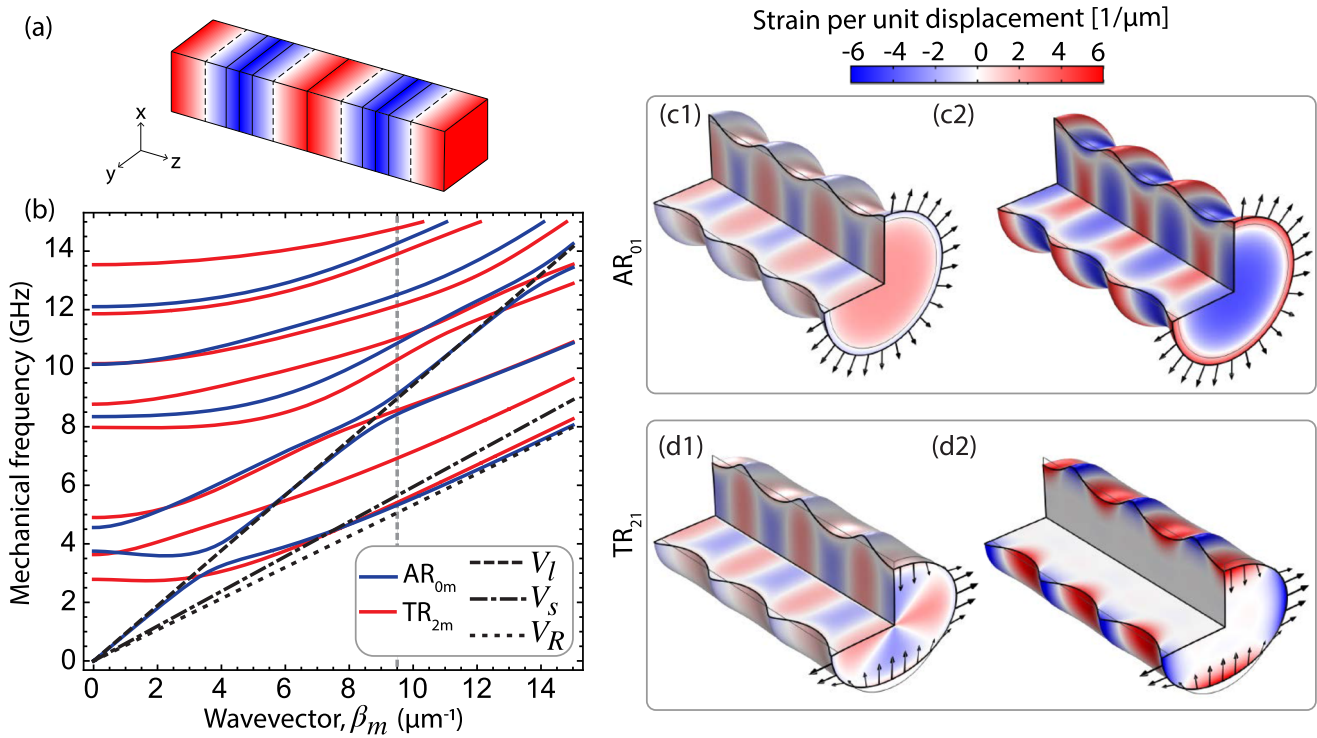 (a)
x
y
z
(b)
Mechanical frequency (GHz)
14
12
10
8
6
4
2
0
0 2 4 6 8 10 12 14
Wavevector, βm (μm⁻¹)
AR₀ₘ
TR₂ₘ
Vl
Vs
VR
Strain per unit displacement [1/μm]
-6 -4 -2 0 2 4 6
(c1) (c2)
AR₀₁
(d1) (d2)
TR₂₁